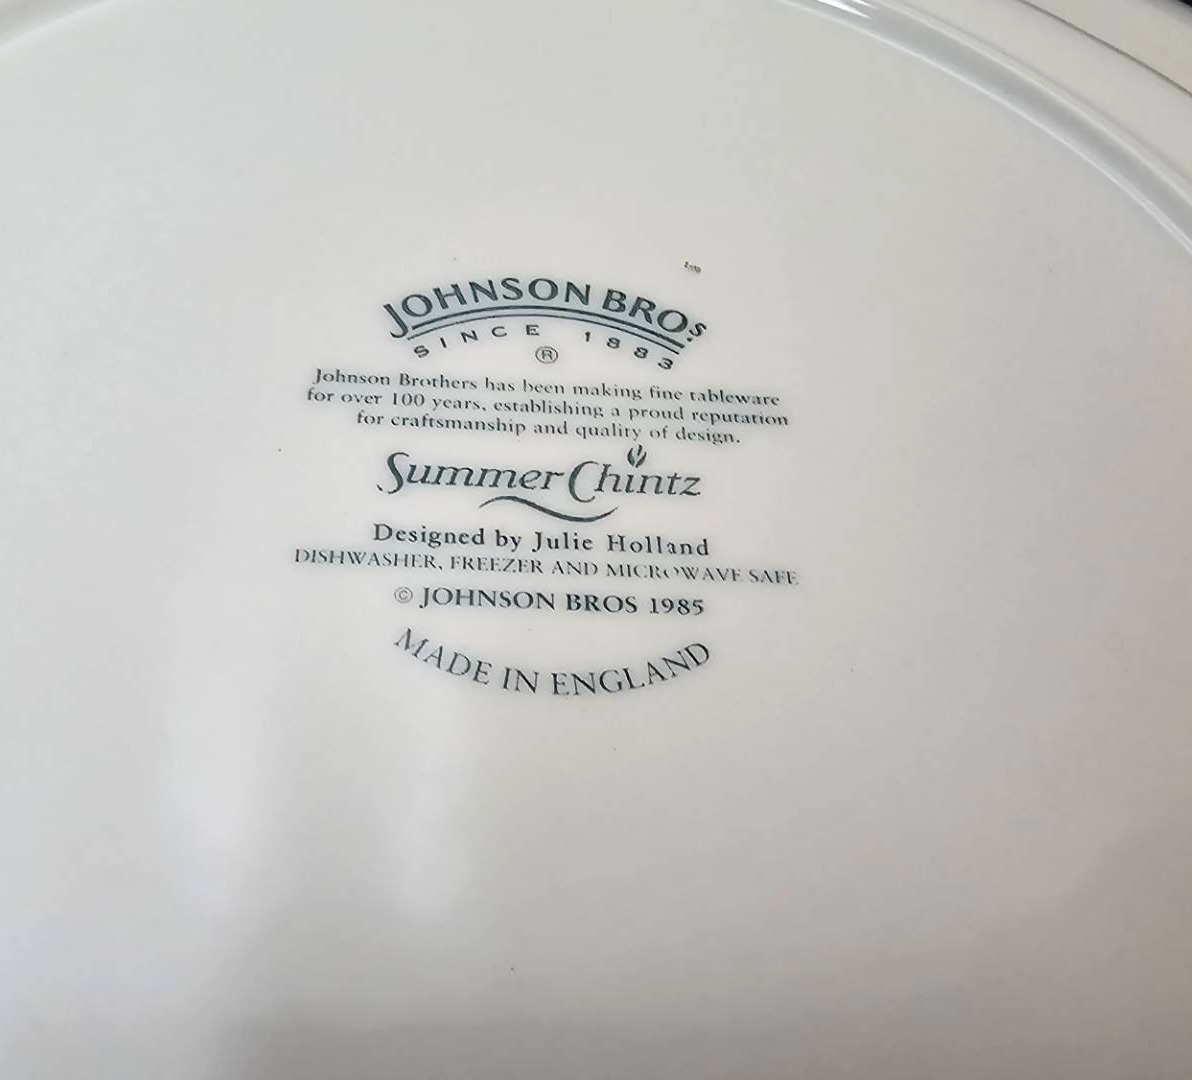 JOHNSON BROS
SINCE 1883
®
Johnson Brothers has been making fine tableware
for over 100 years, establishing a proud reputation
for craftsmanship and quality of design.
Summer Chintz
Designed by Julie Holland
DISHWASHER, FREEZER AND MICROWAVE SAFE
© JOHNSON BROS 1985
MADE IN ENGLAND